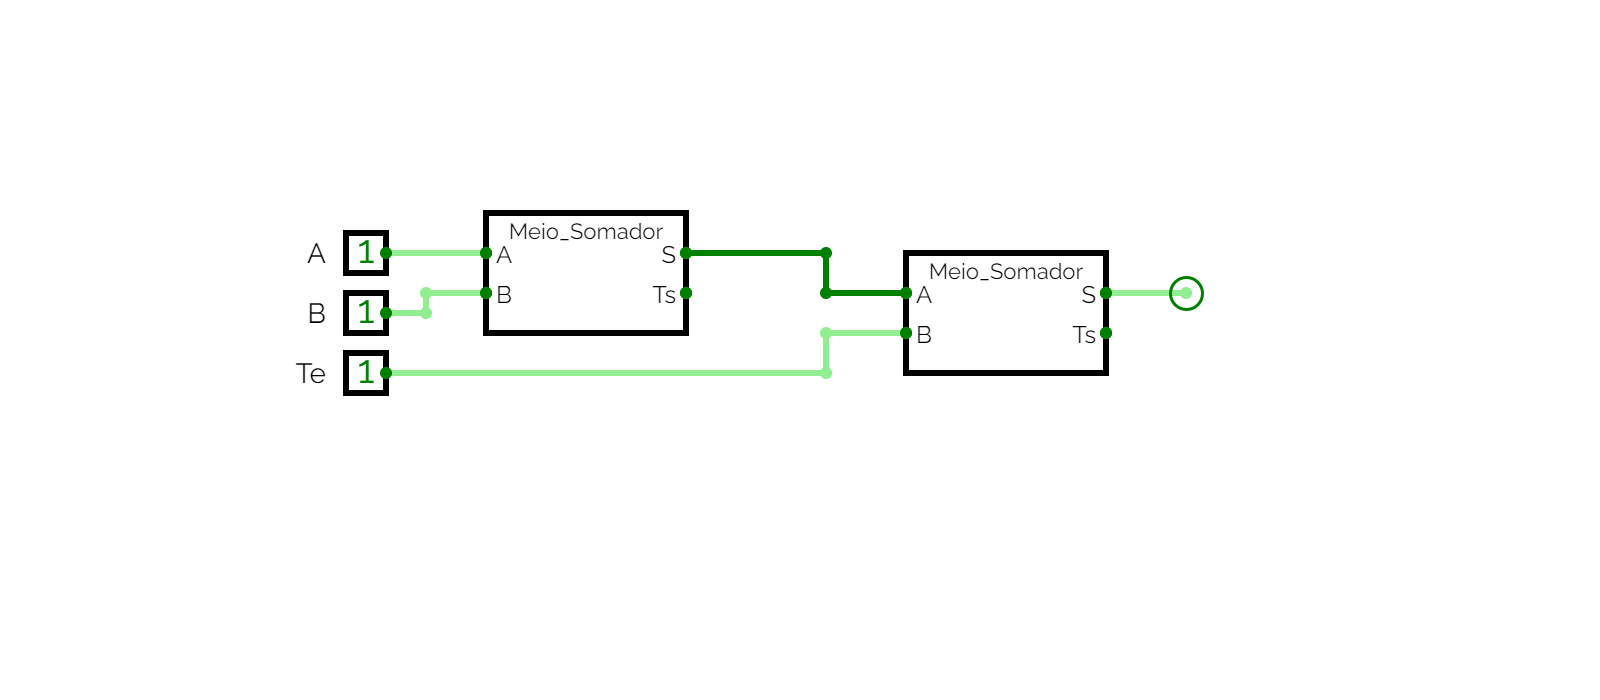 Meio_Somador
A 1 A S
Meio_Somador
B 1 B Ts A S
B Ts
Te 1